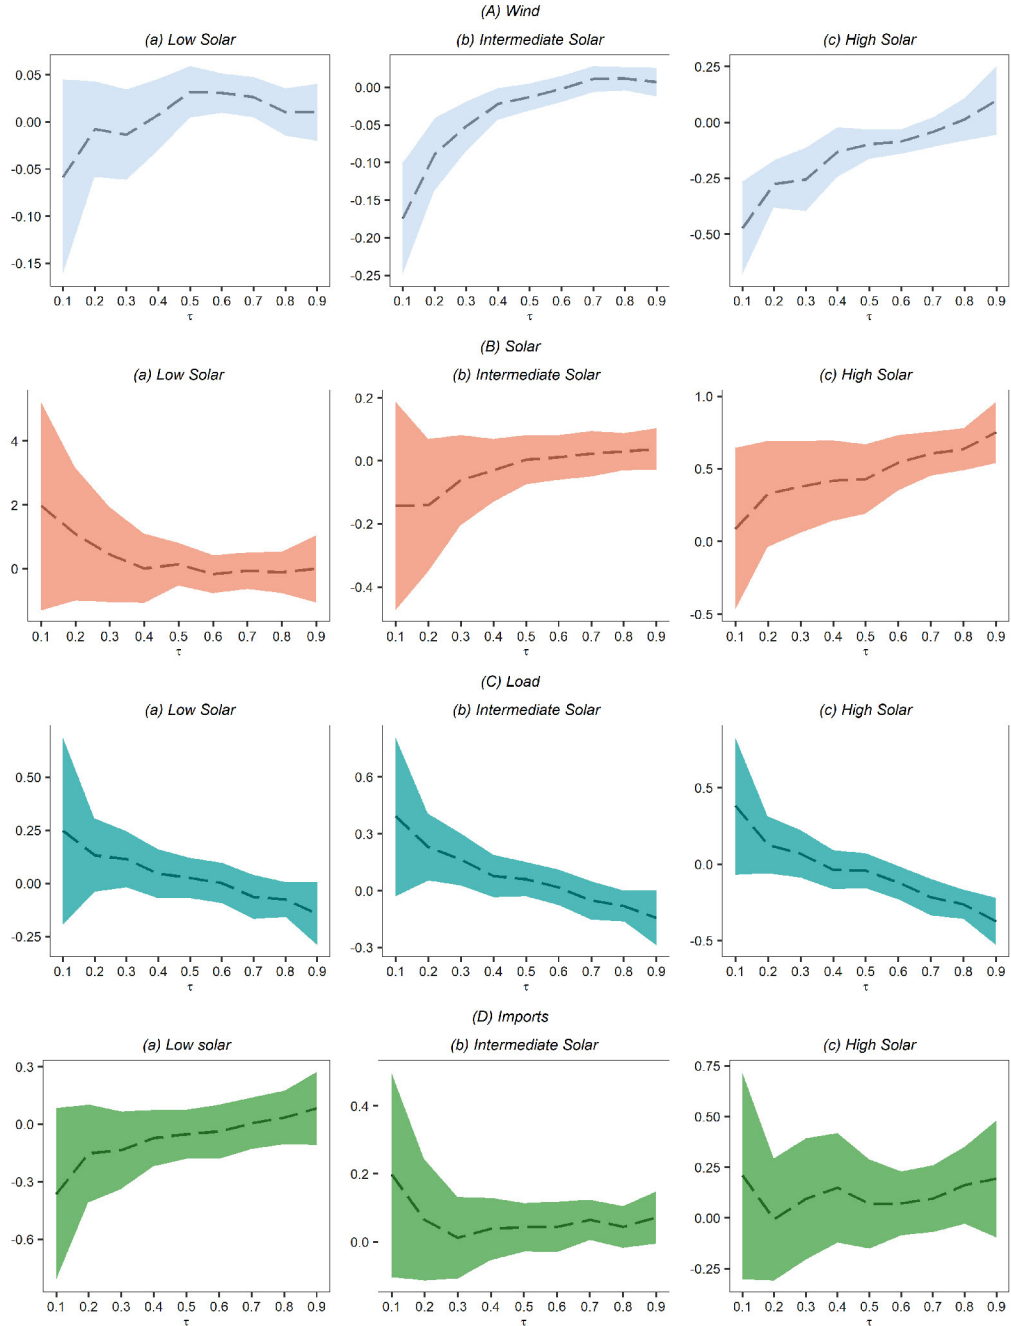 (A) Wind
(a) Low Solar
(b) Intermediate Solar
(c) High Solar
0.05
0.00
-0.05
-0.10
-0.15
0.1 0.2 0.3 0.4 0.5 0.6 0.7 0.8 0.9
τ
0.00
-0.05
-0.10
-0.15
-0.20
-0.25
0.1 0.2 0.3 0.4 0.5 0.6 0.7 0.8 0.9
τ
0.25
0.00
-0.25
-0.50
0.1 0.2 0.3 0.4 0.5 0.6 0.7 0.8 0.9
τ
(B) Solar
(a) Low Solar
(b) Intermediate Solar
(c) High Solar
4
2
0
0.1 0.2 0.3 0.4 0.5 0.6 0.7 0.8 0.9
τ
0.2
0.0
-0.2
-0.4
0.1 0.2 0.3 0.4 0.5 0.6 0.7 0.8 0.9
τ
1.0
0.5
0.0
-0.5
0.1 0.2 0.3 0.4 0.5 0.6 0.7 0.8 0.9
τ
(C) Load
(a) Low Solar
(b) Intermediate Solar
(c) High Solar
0.50
0.25
0.00
-0.25
0.1 0.2 0.3 0.4 0.5 0.6 0.7 0.8 0.9
τ
0.6
0.3
0.0
-0.3
0.1 0.2 0.3 0.4 0.5 0.6 0.7 0.8 0.9
τ
0.5
0.0
-0.5
0.1 0.2 0.3 0.4 0.5 0.6 0.7 0.8 0.9
τ
(D) Imports
(a) Low solar
(b) Intermediate Solar
(c) High Solar
0.3
0.0
-0.3
-0.6
0.1 0.2 0.3 0.4 0.5 0.6 0.7 0.8 0.9
τ
0.4
0.2
0.0
0.1 0.2 0.3 0.4 0.5 0.6 0.7 0.8 0.9
τ
0.75
0.50
0.25
0.00
-0.25
0.1 0.2 0.3 0.4 0.5 0.6 0.7 0.8 0.9
τ